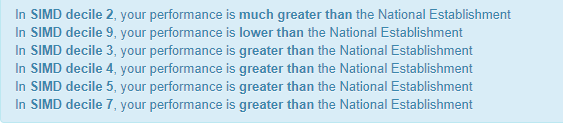 In SIMD decile 2, your performance is much greater than the National Establishment
In SIMD decile 9, your performance is lower than the National Establishment
In SIMD decile 3, your performance is greater than the National Establishment
In SIMD decile 4, your performance is greater than the National Establishment
In SIMD decile 5, your performance is greater than the National Establishment
In SIMD decile 7, your performance is greater than the National Establishment